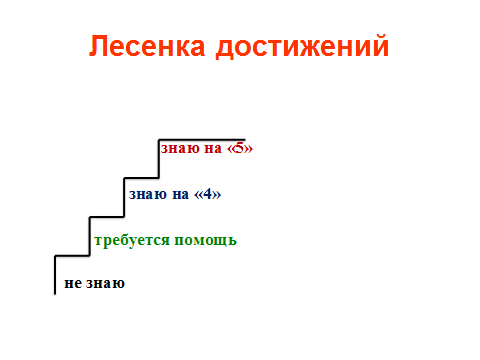 Лесенка достижений
знаю на «5»
знаю на «4»
требуется помощь
не знаю